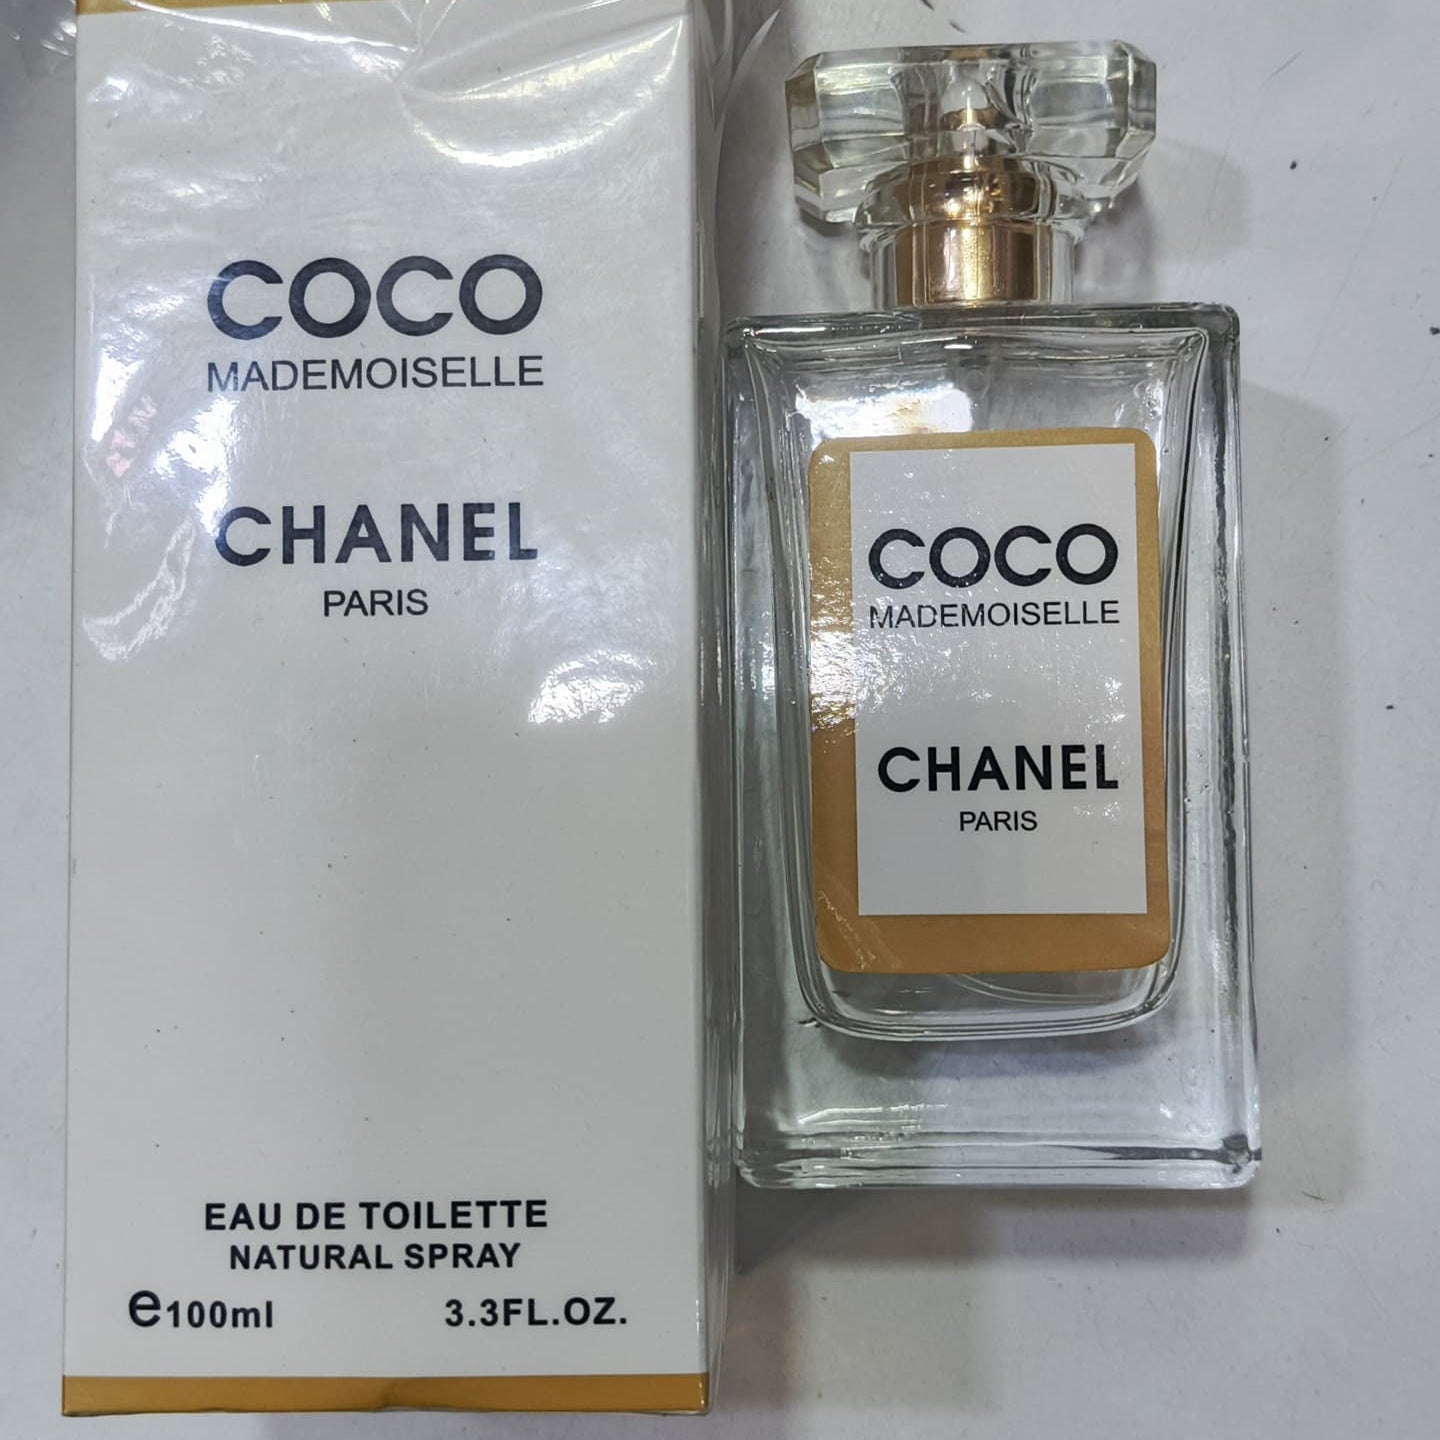 COCO
MADEMOISELLE
CHANEL
PARIS
EAU DE TOILETTE
NATURAL SPRAY
e100ml 3.3FL.OZ.
COCO
MADEMOISELLE
CHANEL
PARIS